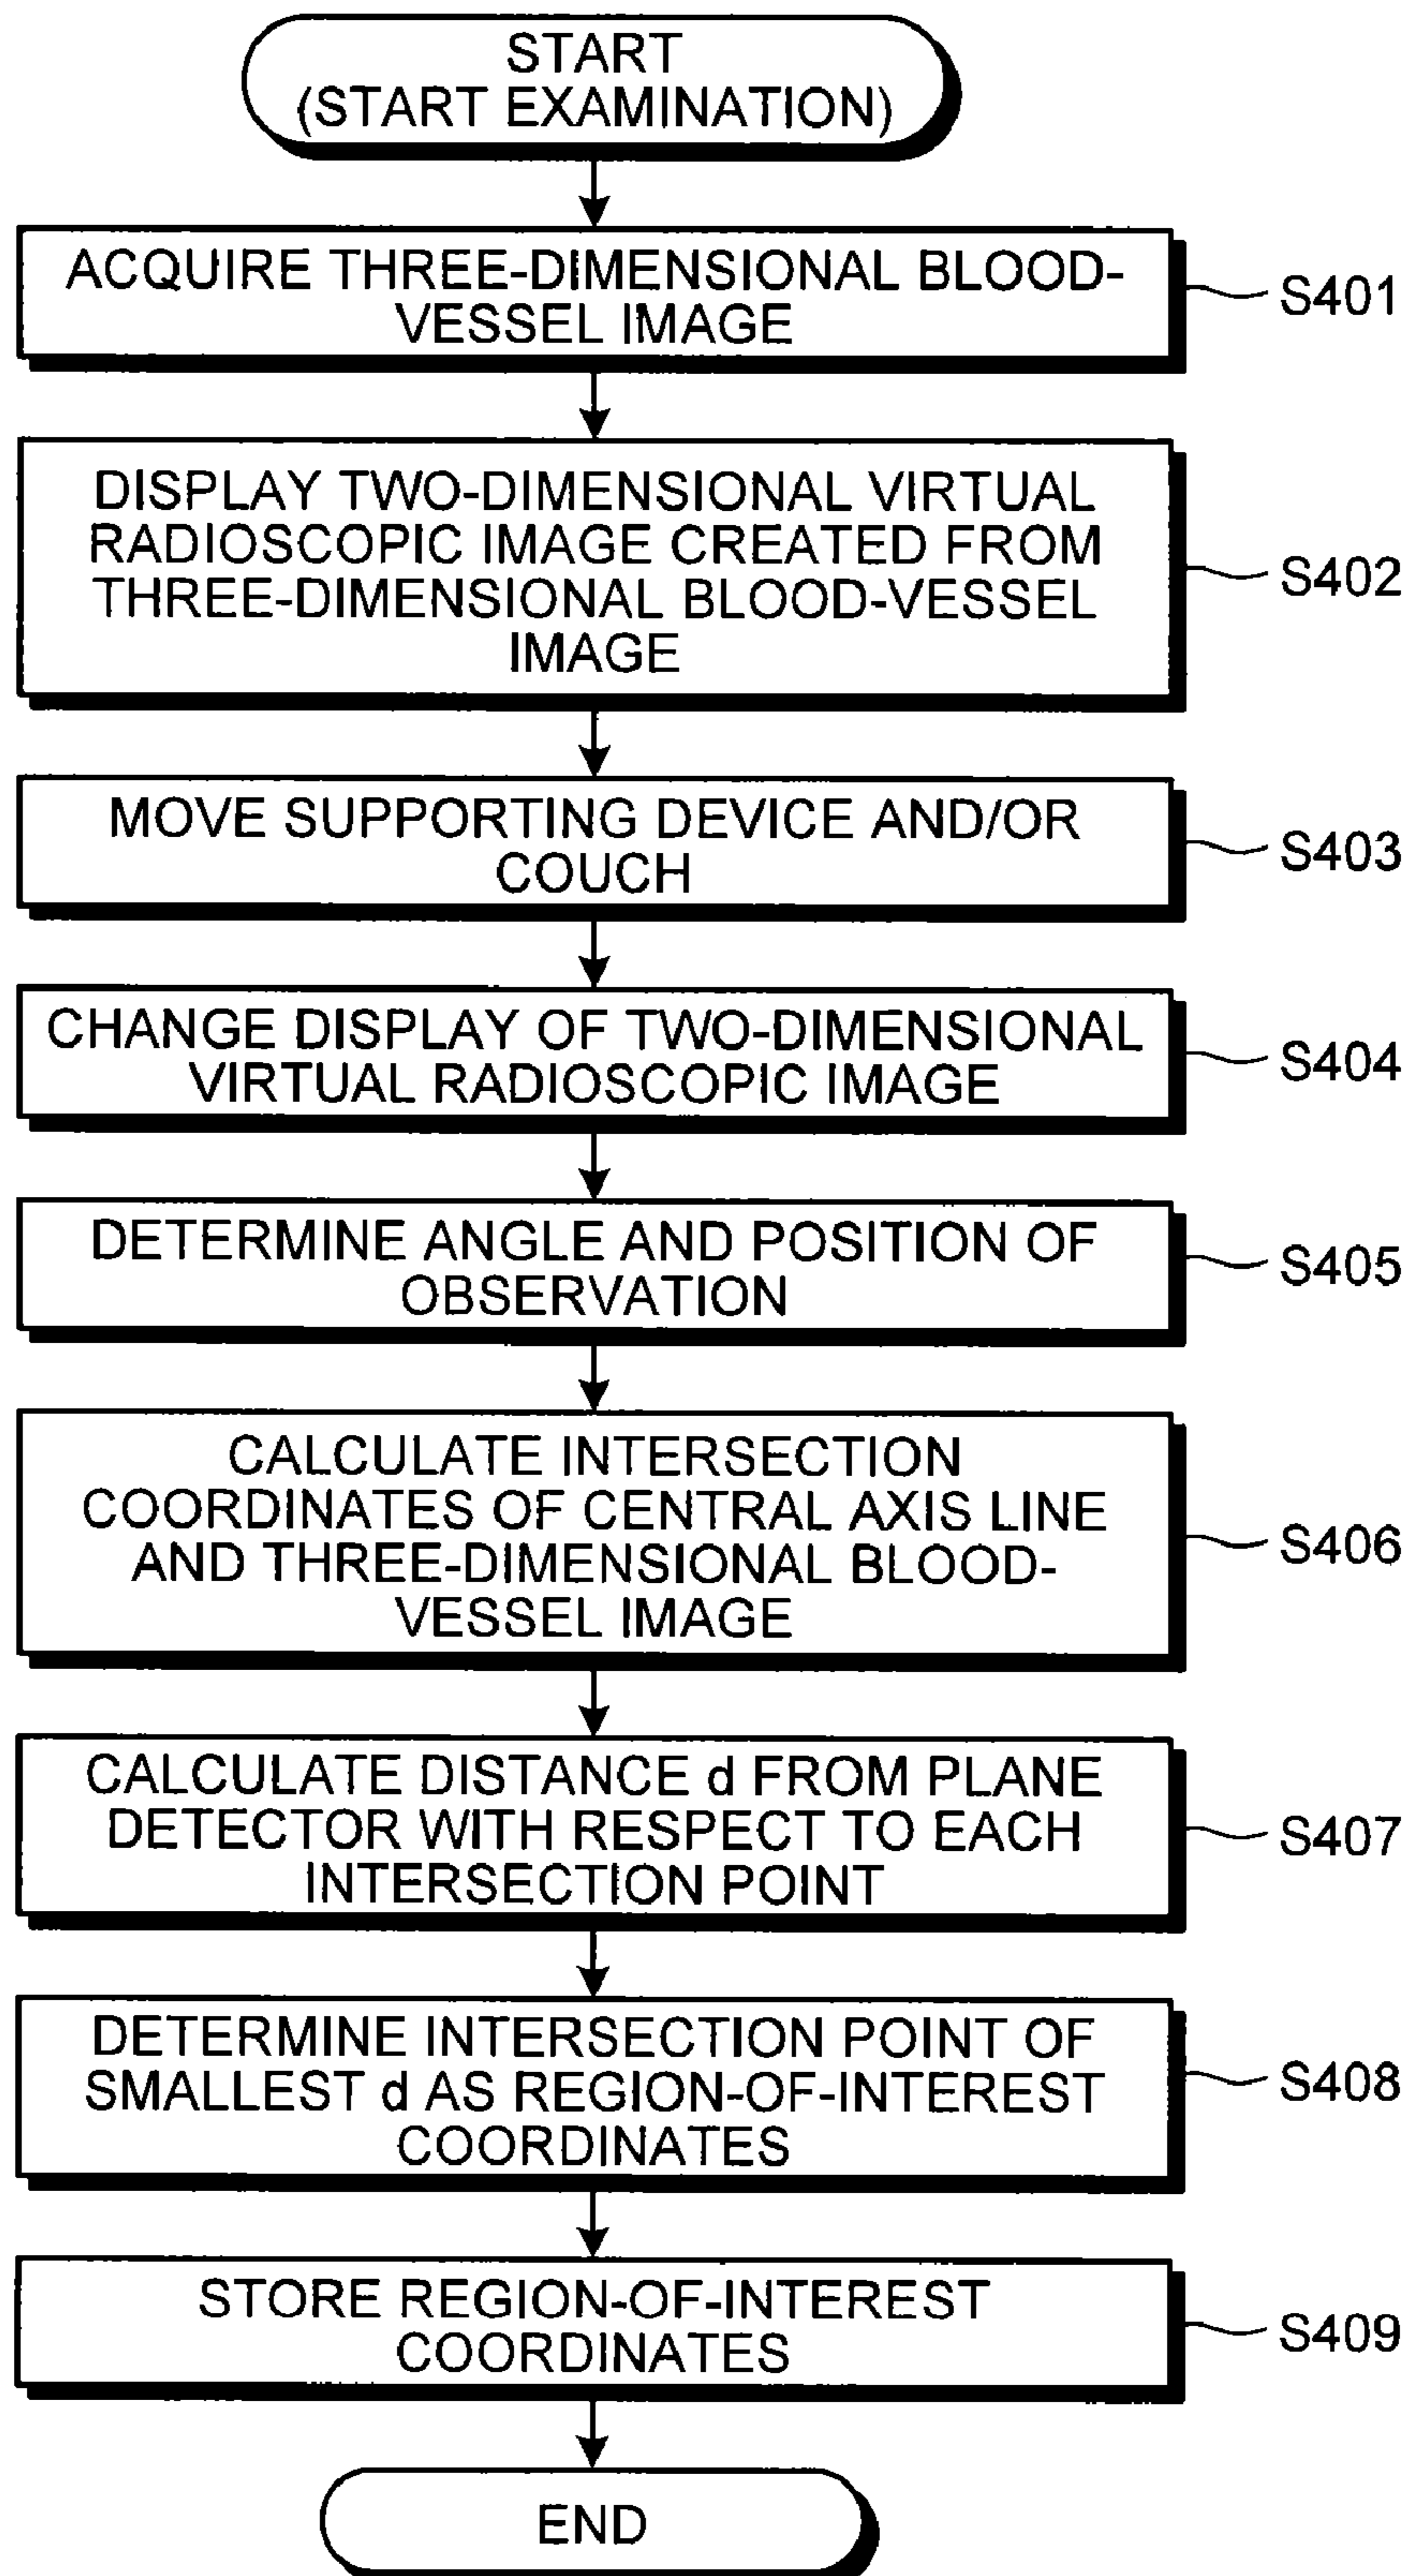 START
(START EXAMINATION)
ACQUIRE THREE-DIMENSIONAL BLOOD-
VESSEL IMAGE
S401
DISPLAY TWO-DIMENSIONAL VIRTUAL
RADIOSCOPIC IMAGE CREATED FROM
THREE-DIMENSIONAL BLOOD-VESSEL
IMAGE
S402
MOVE SUPPORTING DEVICE AND/OR
COUCH
S403
CHANGE DISPLAY OF TWO-DIMENSIONAL
VIRTUAL RADIOSCOPIC IMAGE
S404
DETERMINE ANGLE AND POSITION OF
OBSERVATION
S405
CALCULATE INTERSECTION
COORDINATES OF CENTRAL AXIS LINE
AND THREE-DIMENSIONAL BLOOD-
VESSEL IMAGE
S406
CALCULATE DISTANCE d FROM PLANE
DETECTOR WITH RESPECT TO EACH
INTERSECTION POINT
S407
DETERMINE INTERSECTION POINT OF
SMALLEST d AS REGION-OF-INTEREST
COORDINATES
S408
STORE REGION-OF-INTEREST
COORDINATES
S409
END